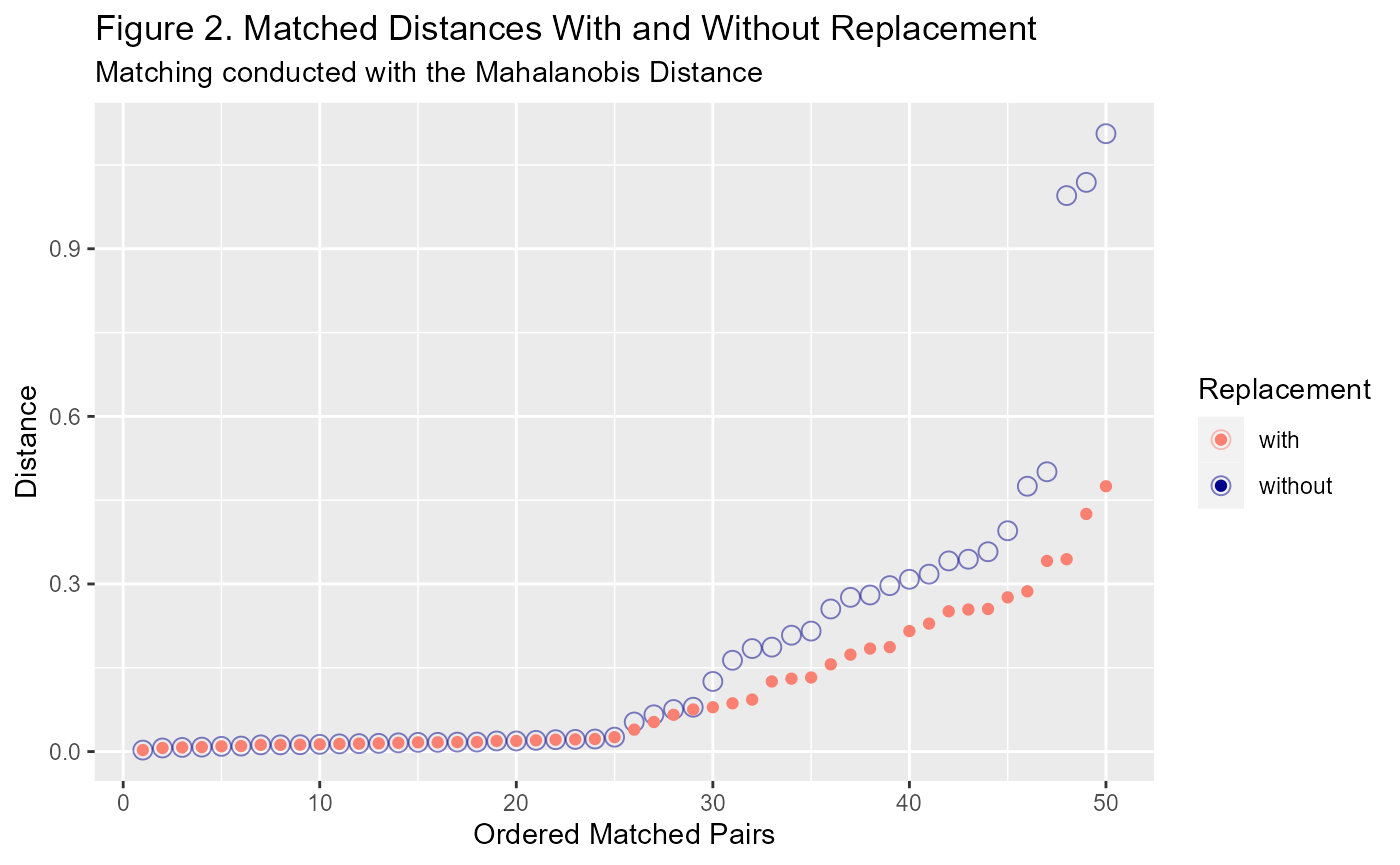 Figure 2. Matched Distances With and Without Replacement
Matching conducted with the Mahalanobis Distance
Distance
0.9
0.6
0.3
0.0
0 10 20 30 40 50
Ordered Matched Pairs
Replacement
with
without